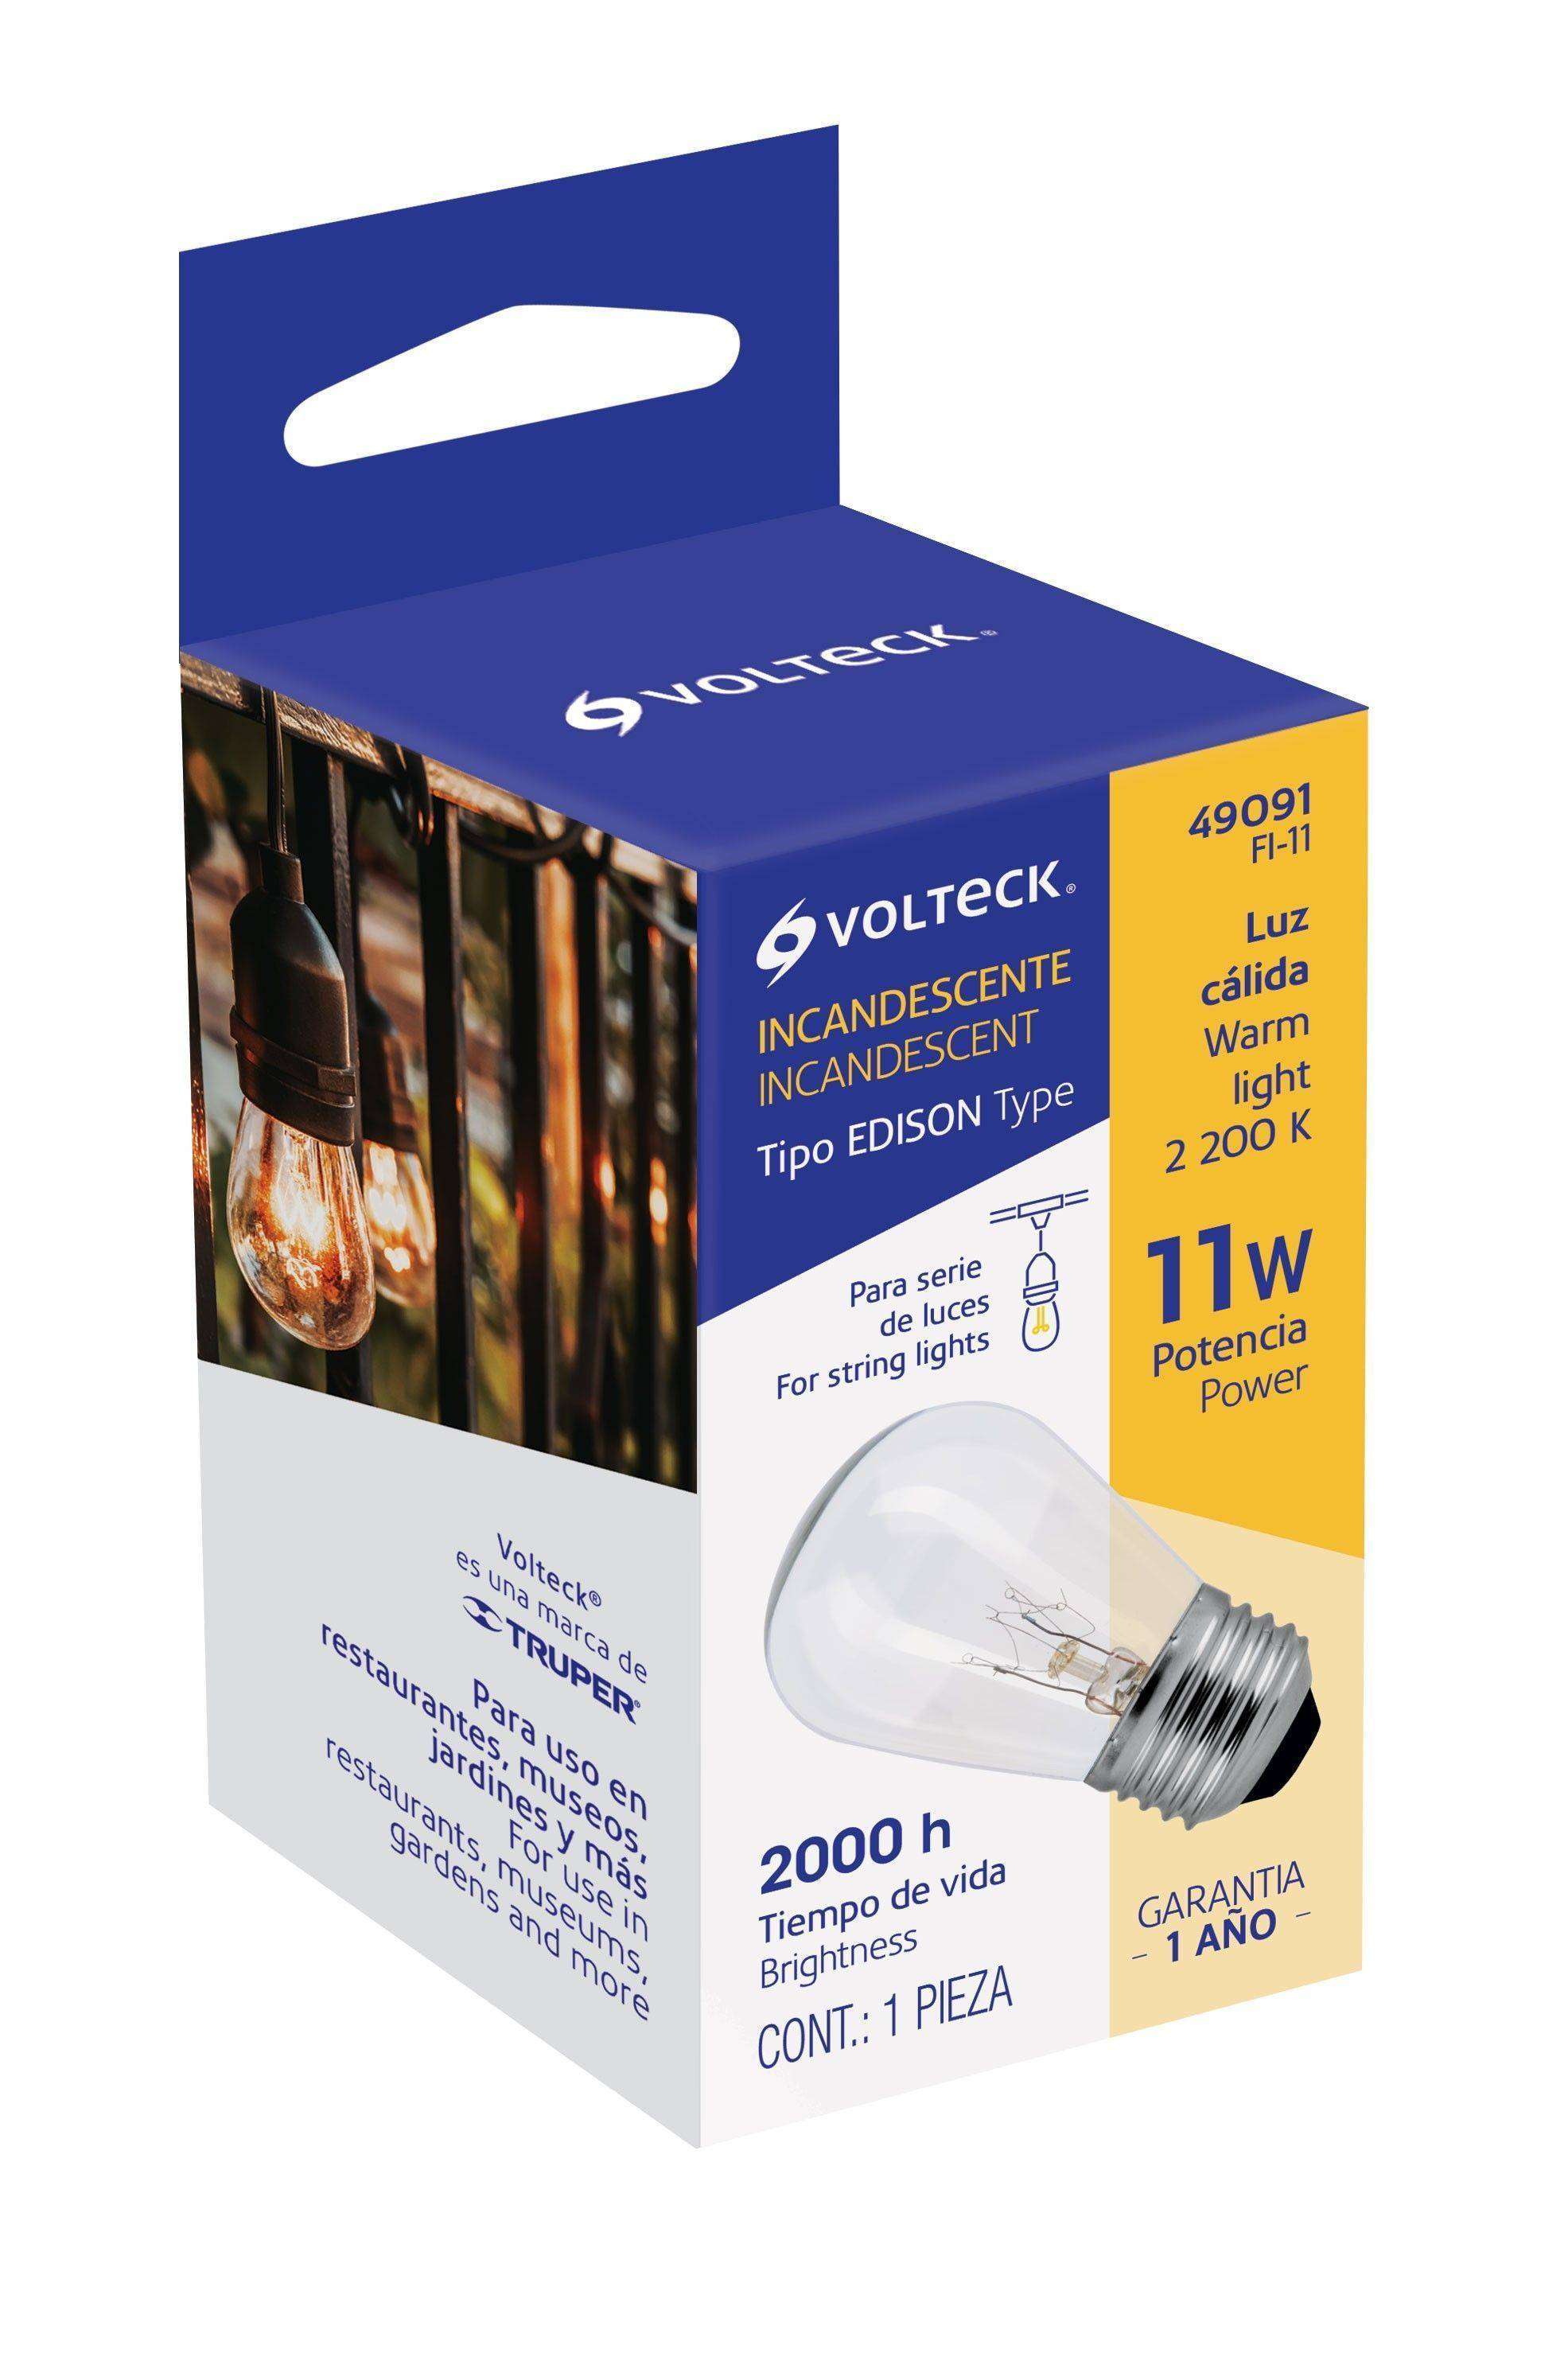 VOLTECK®
VOLTECK®
INCANDESCENTE
INCANDESCENT
Tipo EDISON Type
Para serie
de luces
For string lights
2000 h
Tiempo de vida
Brightness
CONT.: 1 PIEZA
49091
FI-11
Luz
cálida
Warm
light
2 200 K
11W
Potencia
Power
GARANTIA
- 1 AÑO -
Volteck®
es una marca de
TRUPER®
Para uso en
restaurantes, museos,
jardines y más
For use in
restaurants, museums,
gardens and more